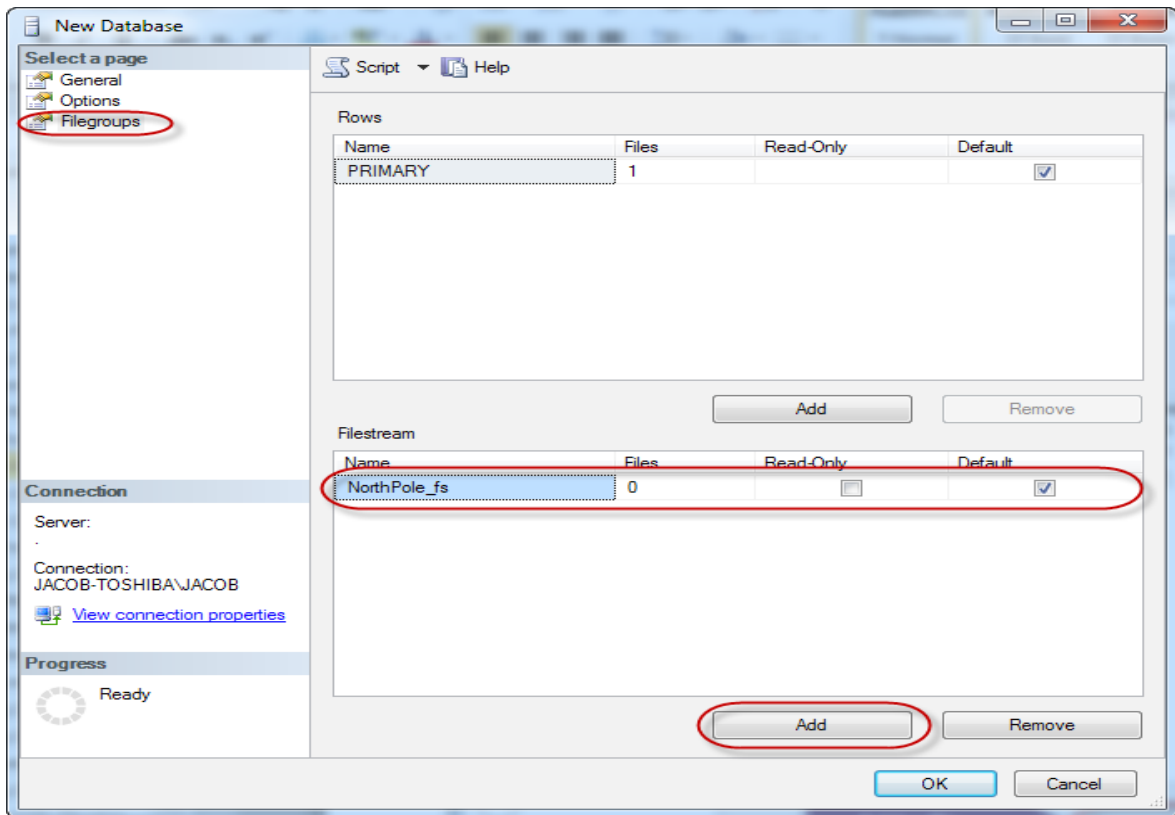 New Database
Select a page
General
Options
Filegroups
Script
Help
Rows
Name Files Read-Only Default
PRIMARY 1
Add Remove
Filestream
Name Files Read-Only Default
NorthPole_fs 0
Connection
Server:
.
Connection:
JACOB-TOSHIBA\JACOB
View connection properties
Progress
Ready
Add Remove
OK Cancel